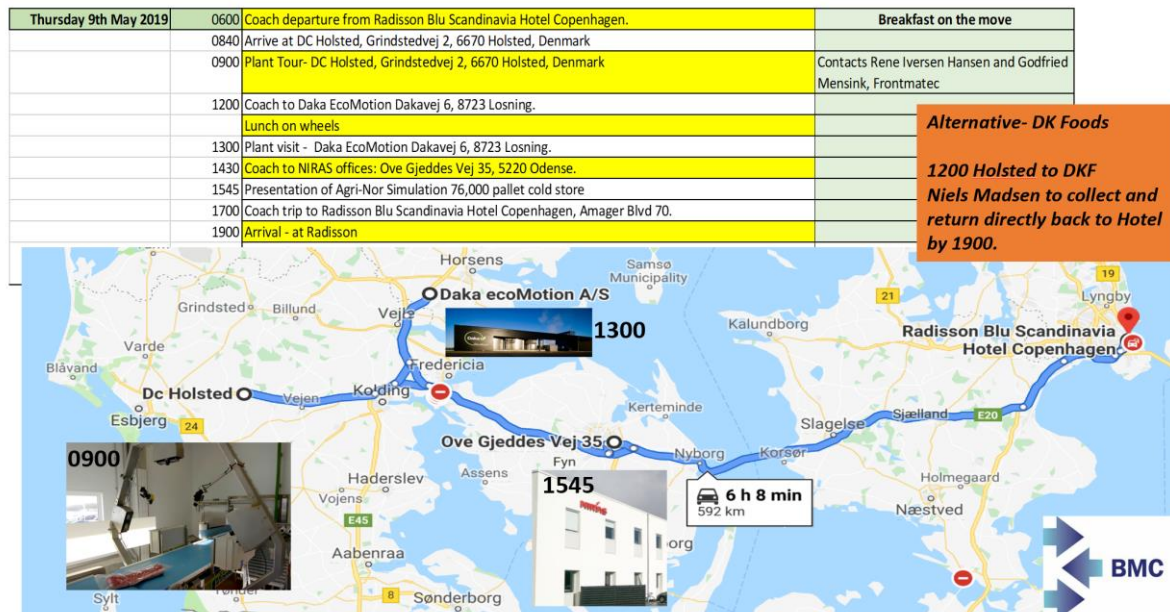 Thursday 9th May 2019 0600 Coach departure from Radisson Blu Scandinavia Hotel Copenhagen. Breakfast on the move
0840 Arrive at DC Holsted, Grindstedvej 2, 6670 Holsted, Denmark
0900 Plant Tour- DC Holsted, Grindstedvej 2, 6670 Holsted, Denmark
Contacts Rene Iversen Hansen and Godfried
Mensink, Frontmatec
1200 Coach to Daka EcoMotion Dakavej 6, 8723 Losning.
Lunch on wheels
1300 Plant visit - Daka EcoMotion Dakavej 6, 8723 Losning.
1430 Coach to NIRAS offices: Ove Gjeddes Vej 35, 5220 Odense.
1545 Presentation of Agri-Nor Simulation 76,000 pallet cold store
1700 Coach trip to Radisson Blu Scandinavia Hotel Copenhagen, Amager Blvd 70.
1900 Arrival - at Radisson
Alternative- DK Foods
1200 Holsted to DKF
Niels Madsen to collect and
return directly back to Hotel
by 1900.
Horsens
Samsø
Municipality
19
Lyngby
21
Daka ecoMotion A/S
Grindsted
Billund
Vejle
1300
Kalundborg
Radisson Blu Scandinavia
Hotel Copenhagen
Varde
Fredericia
Blåvand
Dc Holsted
Kolding
Vejen
Kerteminde
Slagelse
Sjælland
E20
Esbjerg
24
Ove Gjeddes Vej 35
Nyborg
Korsør
Fyn
Assens
0900
Haderslev
1545
6 h 8 min
592 km
Holmegaard
Næstved
Vojens
E45
NIRAS
borg
Aabenraa
BMC
8
Sønderborg
Sylt